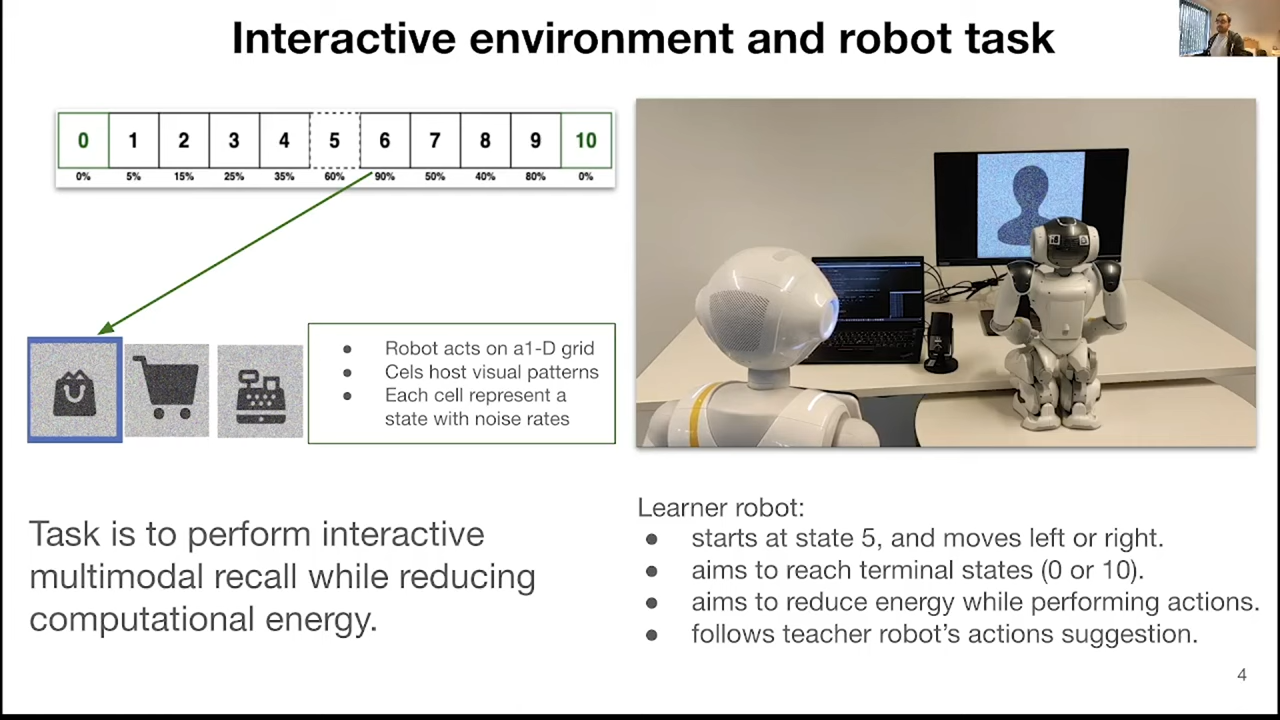 Interactive environment and robot task
0 1 2 3 4 5 6 7 8 9 10
0% 5% 15% 25% 35% 60% 90% 50% 40% 80% 0%
● Robot acts on a1-D grid
● Cels host visual patterns
● Each cell represent a
state with noise rates
Task is to perform interactive
multimodal recall while reducing
computational energy.
Learner robot:
● starts at state 5, and moves left or right.
● aims to reach terminal states (0 or 10).
● aims to reduce energy while performing actions.
● follows teacher robot's actions suggestion.
4